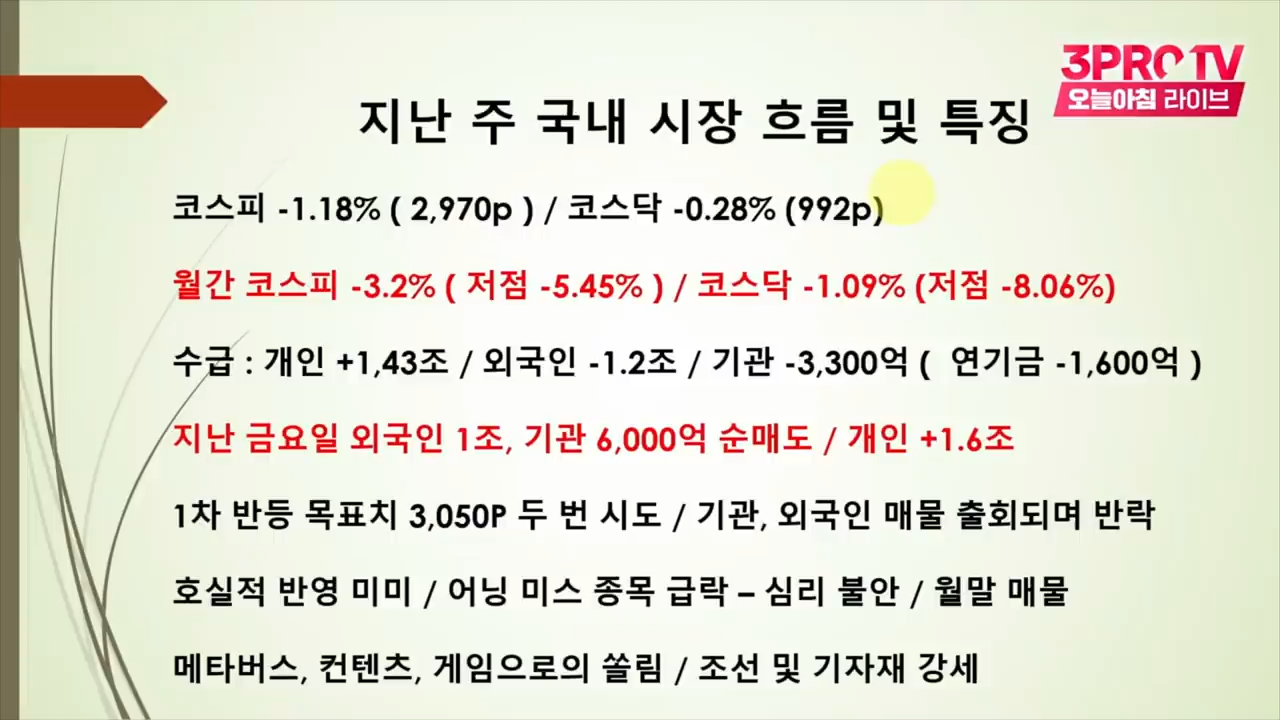 3PRO TV
오늘아침 라이브
지난 주 국내 시장 흐름 및 특징
코스피 -1.18% ( 2,970p ) / 코스닥 -0.28% (992p)
월간 코스피 -3.2% ( 저점 -5.45% ) / 코스닥 -1.09% (저점 -8.06%)
수급 : 개인 +1,43조 / 외국인 -1.2조 / 기관 -3,300억 ( 연기금 -1,600억 )
지난 금요일 외국인 1조, 기관 6,000억 순매도 / 개인 +1.6조
1차 반등 목표치 3,050P 두 번 시도 / 기관, 외국인 매물 출회되며 반락
호실적 반영 미미 / 어닝 미스 종목 급락 – 심리 불안 / 월말 매물
메타버스, 컨텐츠, 게임으로의 쏠림 / 조선 및 기자재 강세